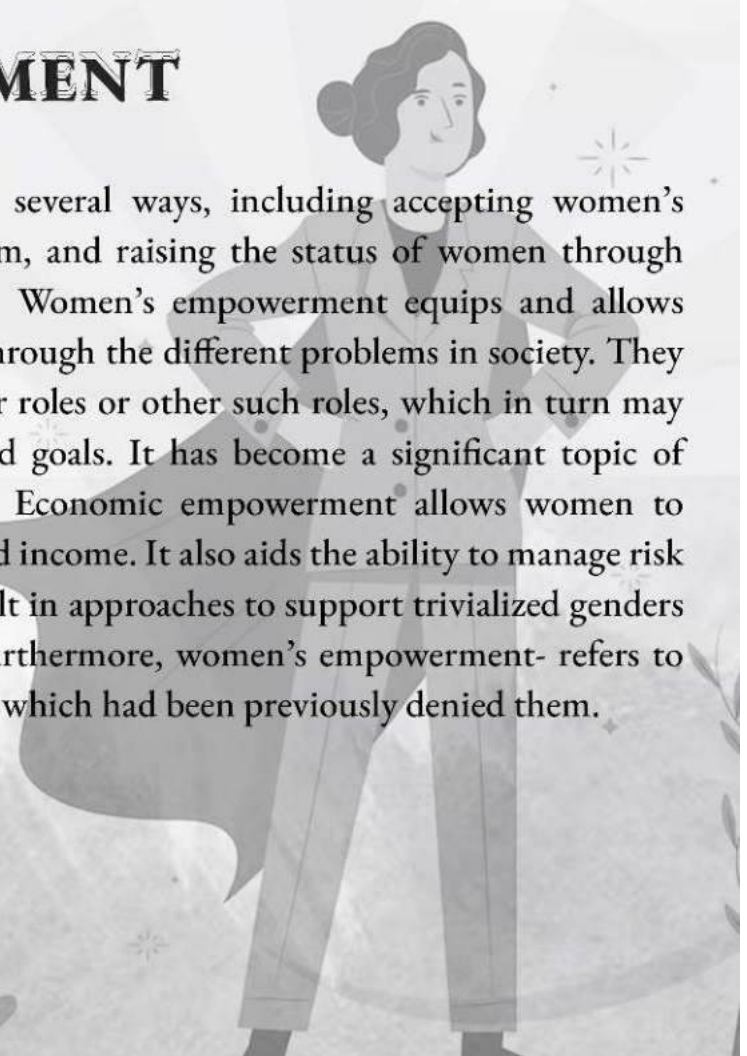 MENT
several ways, including accepting women's
m, and raising the status of women through
Women's empowerment equips and allows
hrough the different problems in society. They
r roles or other such roles, which in turn may
d goals. It has become a significant topic of
Economic empowerment allows women to
d income. It also aids the ability to manage risk
lt in approaches to support trivialized genders
rthermore, women's empowerment- refers to
which had been previously denied them.